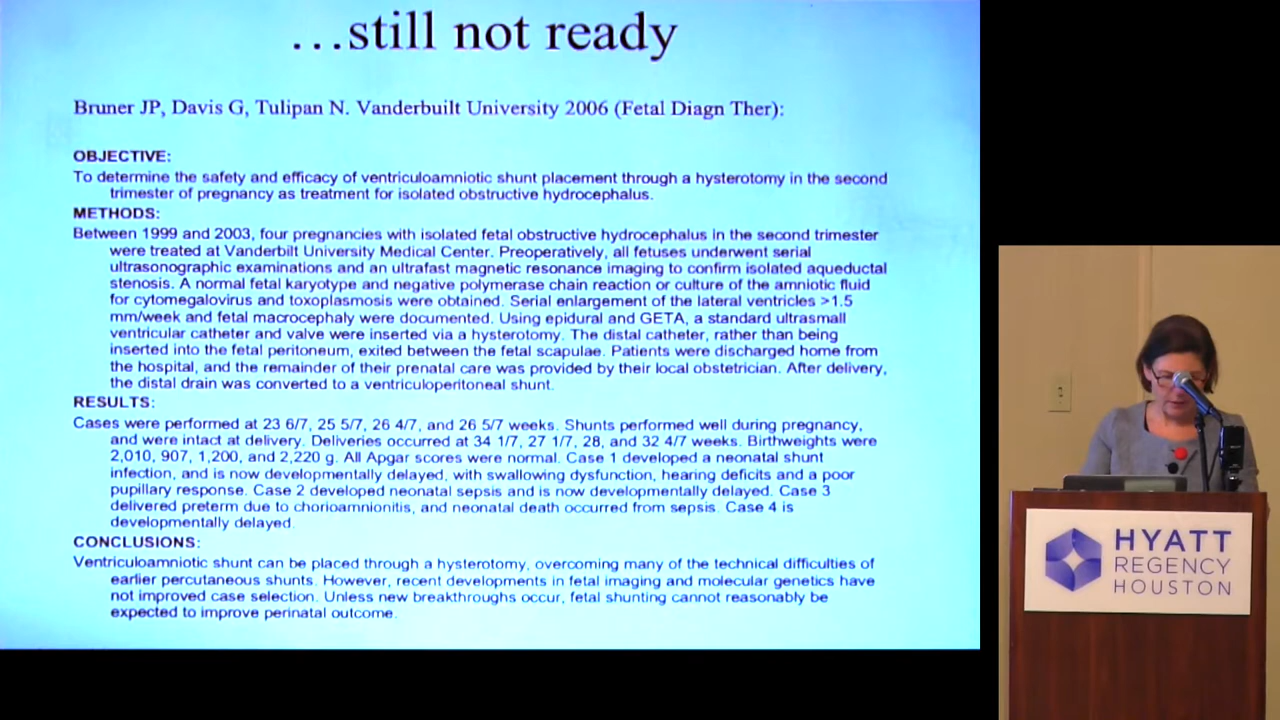 ...still not ready
Bruner JP, Davis G, Tulipan N. Vanderbuilt University 2006 (Fetal Diagn Ther):
OBJECTIVE:
To determine the safety and efficacy of ventriculoamniotic shunt placement through a hysterotomy in the second
trimester of pregnancy as treatment for isolated obstructive hydrocephalus.
METHODS:
Between 1999 and 2003, four pregnancies with isolated fetal obstructive hydrocephalus in the second trimester
were treated at Vanderbilt University Medical Center. Preoperatively, all fetuses underwent serial
ultrasonographic examinations and an ultrafast magnetic resonance imaging to confirm isolated aqueductal
stenosis. A normal fetal karyotype and negative polymerase chain reaction or culture of the amniotic fluid
for cytomegalovirus and toxoplasmosis were obtained. Serial enlargement of the lateral ventricles >1.5
mm/week and fetal macrocephaly were documented. Using epidural and GETA, a standard ultrasmall
ventricular catheter and valve were inserted via a hysterotomy. The distal catheter, rather than being
inserted into the fetal peritoneum, exited between the fetal scapulae. Patients were discharged home from
the hospital, and the remainder of their prenatal care was provided by their local obstetrician. After delivery,
the distal drain was converted to a ventriculoperitoneal shunt.
RESULTS:
Cases were performed at 23 6/7, 25 5/7, 26 4/7, and 26 5/7 weeks. Shunts performed well during pregnancy,
and were intact at delivery. Deliveries occurred at 34 1/7, 27 1/7, 28, and 32 4/7 weeks. Birthweights were
2,010, 907, 1,200, and 2,220 g. All Apgar scores were normal. Case 1 developed a neonatal shunt
infection, and is now developmentally delayed, with swallowing dysfunction, hearing deficits and a poor
pupillary response. Case 2 developed neonatal sepsis and is now developmentally delayed. Case 3
delivered preterm due to chorioamnionitis, and neonatal death occurred from sepsis. Case 4 is
developmentally delayed.
CONCLUSIONS:
Ventriculoamniotic shunt can be placed through a hysterotomy, overcoming many of the technical difficulties of
earlier percutaneous shunts. However, recent developments in fetal imaging and molecular genetics have
not improved case selection. Unless new breakthroughs occur, fetal shunting cannot reasonably be
expected to improve perinatal outcome.
HYATT
REGENCY
HOUSTON